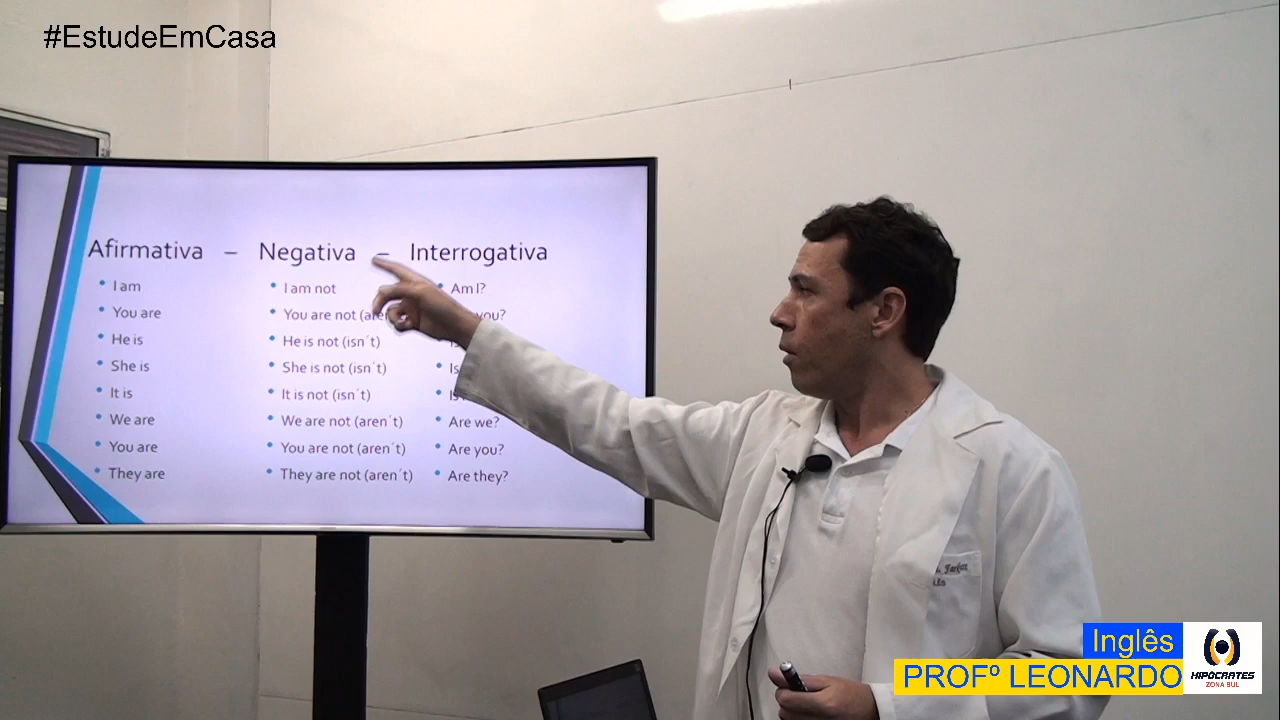 #EstudeEmCasa
Afirmativa – Negativa – Interrogativa
I am
You are
He is
She is
It is
We are
You are
They are
I am not
You are not
He is not (isn´t)
She is not (isn´t)
It is not (isn´t)
We are not (aren´t)
You are not (aren´t)
They are not (aren´t)
Am I?
you?
Are we?
Are you?
Are they?
Inglês
PROFº LEONARDO
HIPÓCRATES
ZONA SUL